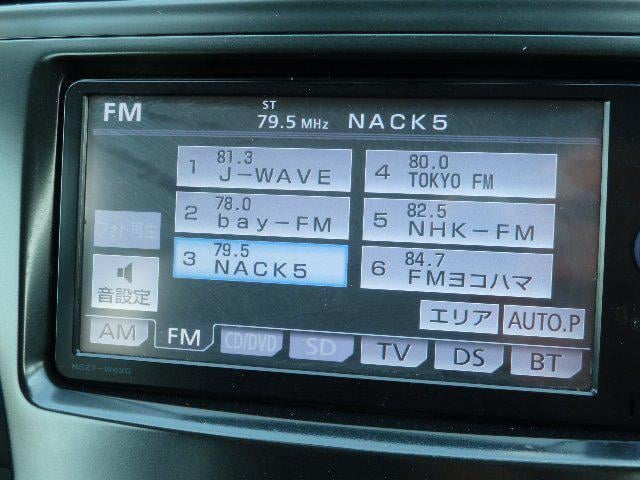 FM ST 79.5 MHz NACK5
1 81.3 J-WAVE
4 80.0 TOKYO FM
2 78.0 bay-FM
5 82.5 NHK-FM
3 79.5 NACK5
6 84.7 FMヨコハマ
フォト再生
音設定
エリア AUTO.P
AM FM CD/DVD SD TV DS BT
NSZT-W62G